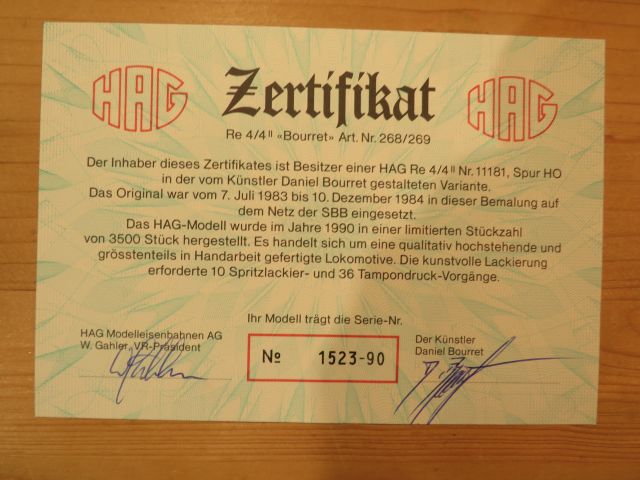 HAG
Zertifikat
HAG
Re 4/4 II «Bourret» Art. Nr. 268/269
Der Inhaber dieses Zertifikates ist Besitzer einer HAG Re 4/4 II Nr. 11181, Spur HO
in der vom Künstler Daniel Bourret gestalteten Variante.
Das Original war vom 7. Juli 1983 bis 10. Dezember 1984 in dieser Bemalung auf
dem Netz der SBB eingesetzt.
Das HAG-Modell wurde im Jahre 1990 in einer limitierten Stückzahl
von 3500 Stück hergestellt. Es handelt sich um eine qualitativ hochstehende und
grösstenteils in Handarbeit gefertigte Lokomotive. Die kunstvolle Lackierung
erforderte 10 Spritzlackier- und 36 Tampondruck-Vorgänge.
Ihr Modell trägt die Serie-Nr.
HAG Modelleisenbahnen AG
W. Gahler, VR-Präsident
№ 1523-90
Der Künstler
Daniel Bourret